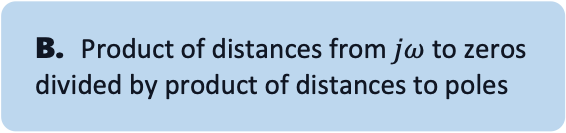 B. Product of distances from jω to zeros
divided by product of distances to poles